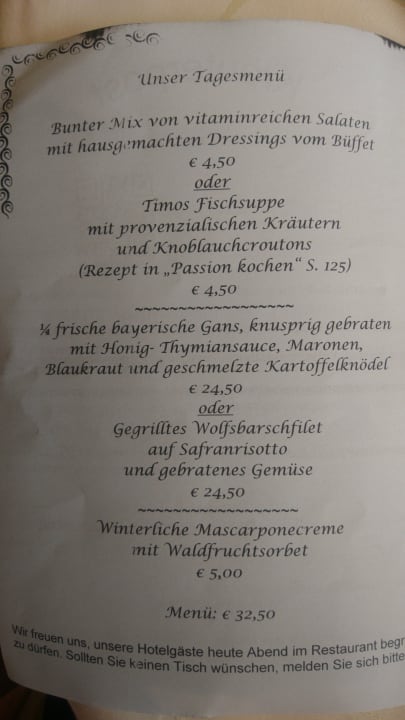 Unser Tagesmenü
Bunter Mix von vitaminreichen Salaten
mit hausgemachten Dressings vom Büffet
€ 4,50
oder
Timos Fischsuppe
mit provenzialischen Kräutern
und Knoblauchcroutons
(Rezept in „Passion kochen“ S. 125)
€ 4,50
~~~~~~~~~~~~~~~~~~
¼ frische bayerische Gans, knusprig gebraten
mit Honig- Thymiansauce, Maronen,
Blaukraut und geschmelzte Kartoffelknödel
€ 24,50
oder
Gegrilltes Wolfsbarschfilet
auf Safranrisotto
und gebratenes Gemüse
€ 24,50
~~~~~~~~~~~~~~~~~~
Winterliche Mascarponecreme
mit Waldfruchtsorbet
€ 5,00
Menü: € 32,50
Wir freuen uns, unsere Hotelgäste heute Abend im Restaurant begr
zu dürfen. Sollten Sie keinen Tisch wünschen, melden Sie sich bitte